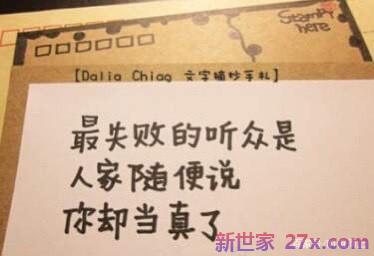 Stamp
here
【Dalia Chiag 文字摘抄手札】
最失败的听众是
人家随便说
你却当真了
新世家 27x.com